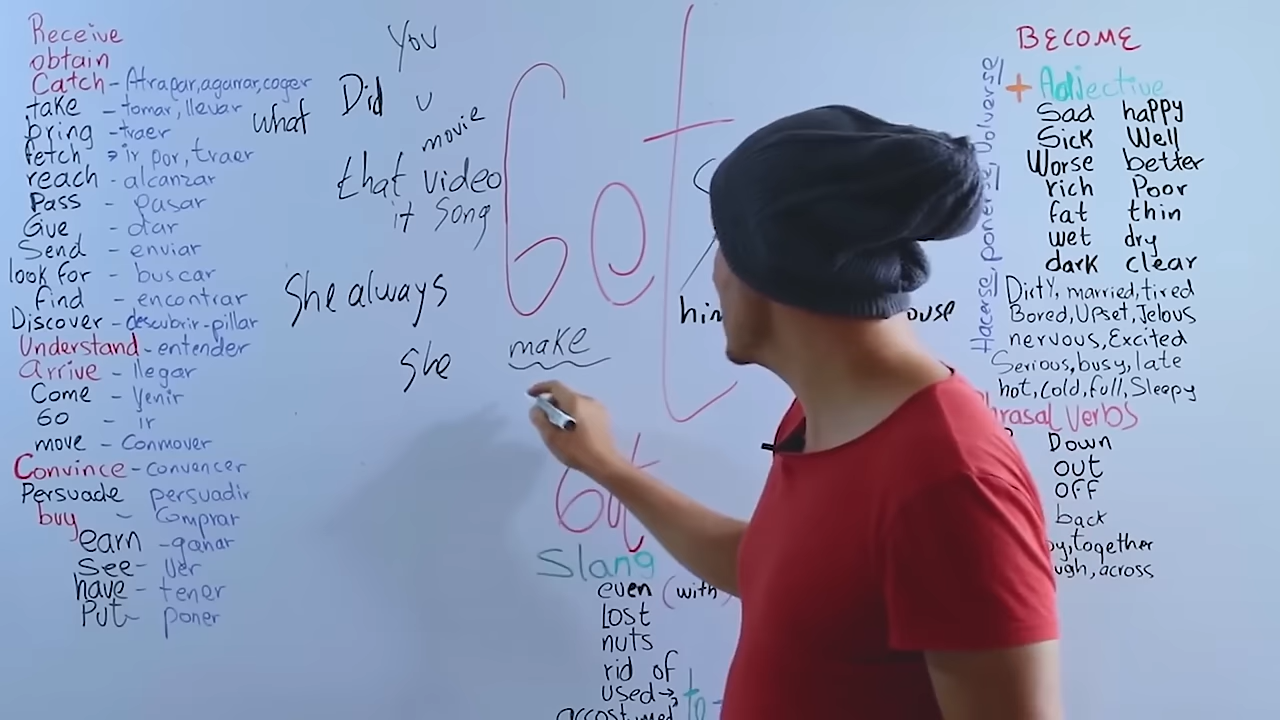 Receive
obtain
Catch - Atrapar, agarrar, coger
take - tomar, llevar
bring - traer
fetch → ir, por, traer
reach - alcanzar
Pass - pasar
Give - dar
Send - enviar
look for - buscar
find - encontrar
Discover - descubrir - pillar
Understand - entender
arrive - llegar
Come - Venir
Go - ir
move - Conmover
Convince - convencer
Persuade persuadir
buy - Comprar
earn - ganar
See - Ver
have - tener
Put - poner
You
what Did U
movie
that video
it Song
She always
She make
Get
Got
Slang
even (with
Lost
nuts
rid of
used → to
accostumed
BECOME
Hacerse, ponerse, Volverse
+ Adjective
Sad happy
Sick Well
Worse better
rich Poor
fat thin
wet dry
dark clear
Dirty, married, tired
Bored, Upset, Jelous
nervous, Excited
Serious, busy, late
hot, Cold, full, Sleepy
Verbs
Down
out
OFF
back
together
across